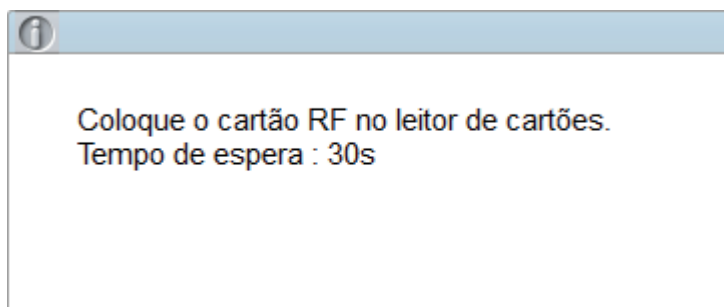 Coloque o cartão RF no leitor de cartões.
Tempo de espera : 30s